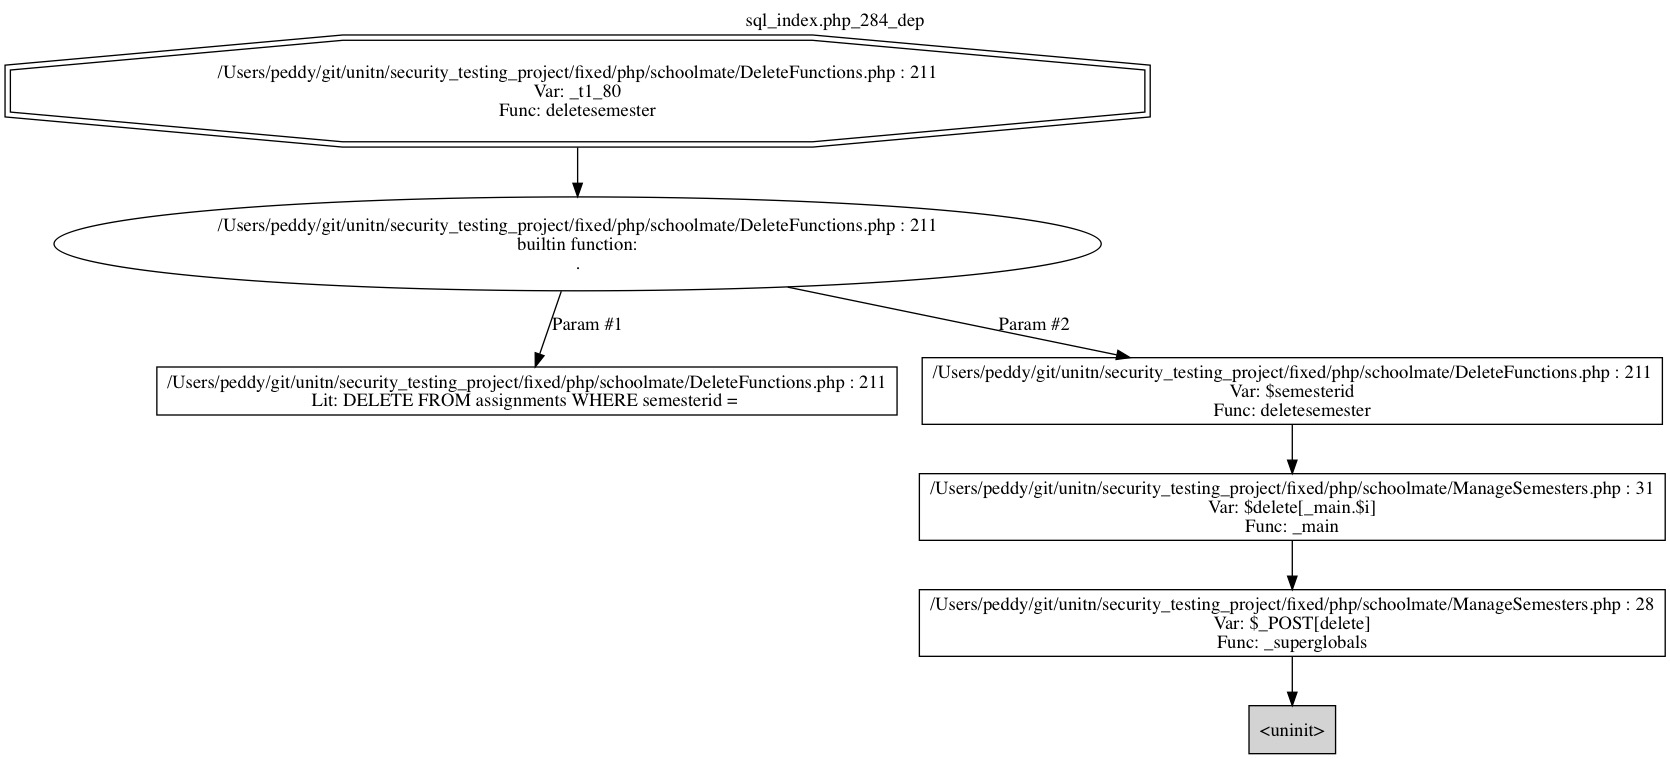 sql_index.php_284_dep
/Users/peddy/git/unitn/security_testing_project/fixed/php/schoolmate/DeleteFunctions.php : 211
Var: _t1_80
Func: deletesemester
/Users/peddy/git/unitn/security_testing_project/fixed/php/schoolmate/DeleteFunctions.php : 211
builtin function:
.
Param #1
Param #2
/Users/peddy/git/unitn/security_testing_project/fixed/php/schoolmate/DeleteFunctions.php : 211
Lit: DELETE FROM assignments WHERE semesterid =
/Users/peddy/git/unitn/security_testing_project/fixed/php/schoolmate/DeleteFunctions.php : 211
Var: $semesterid
Func: deletesemester
/Users/peddy/git/unitn/security_testing_project/fixed/php/schoolmate/ManageSemesters.php : 31
Var: $delete[_main.$i]
Func: _main
/Users/peddy/git/unitn/security_testing_project/fixed/php/schoolmate/ManageSemesters.php : 28
Var: $_POST[delete]
Func: _superglobals
<uninit>